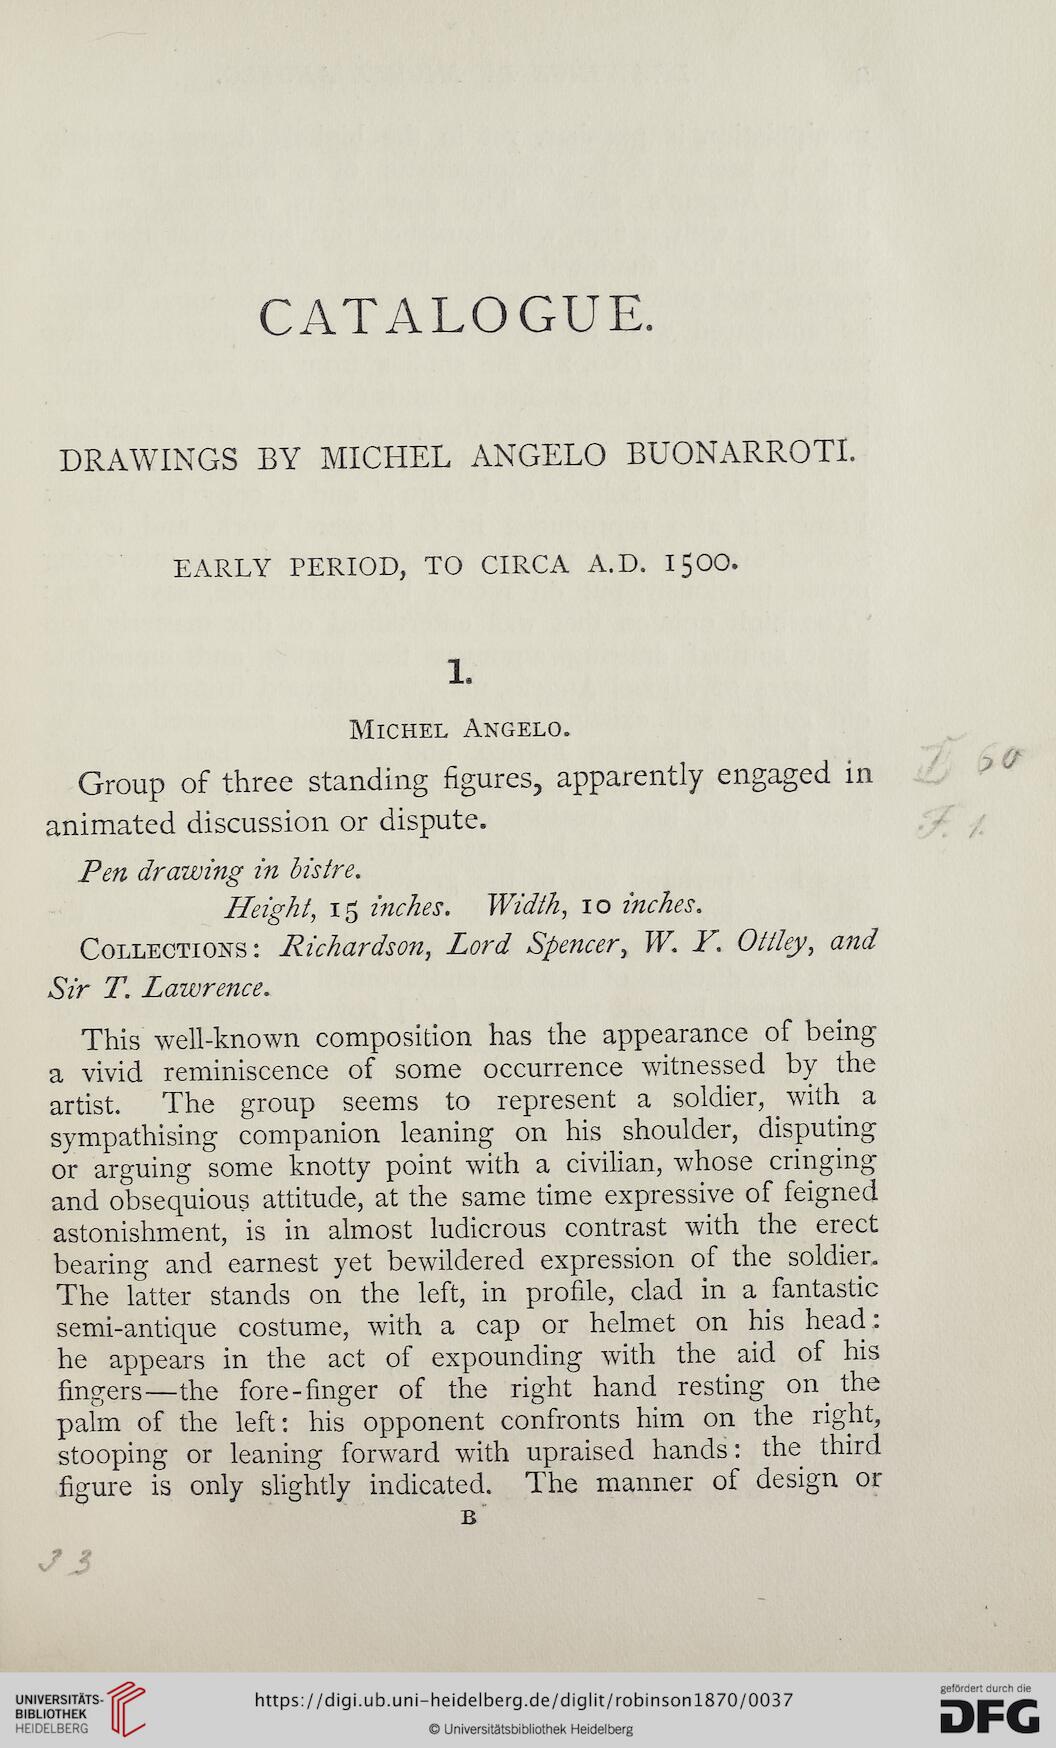 CATALOGUE.
DRAWINGS BY MICHEL ANGELO BUONARROTI.
EARLY PERIOD, TO CIRCA A.D. 1500.
1.
MICHEL ANGELO.
Group of three standing figures, apparently engaged in
animated discussion or dispute.
60
F. 1.
Pen drawing in bistre.
Height, 15 inches. Width, 10 inches.
COLLECTIONS: Richardson, Lord Spencer, W. Y. Ottley, and
Sir T. Lawrence.
This well-known composition has the appearance of being
a vivid reminiscence of some occurrence witnessed by the
artist. The group seems to represent a soldier, with a
sympathising companion leaning on his shoulder, disputing
or arguing some knotty point with a civilian, whose cringing
and obsequious attitude, at the same time expressive of feigned
astonishment, is in almost ludicrous contrast with the erect
bearing and earnest yet bewildered expression of the soldier.
The latter stands on the left, in profile, clad in a fantastic
semi-antique costume, with a cap or helmet on his head:
he appears in the act of expounding with the aid of his
fingers—the fore-finger of the right hand resting on the
palm of the left: his opponent confronts him on the right,
stooping or leaning forward with upraised hands: the third
figure is only slightly indicated. The manner of design or
B
33
UNIVERSITÄTS-
BIBLIOTHEK
HEIDELBERG
https://digi.ub.uni-heidelberg.de/diglit/robinson1870/0037
© Universitätsbibliothek Heidelberg
gefördert durch die
DFG